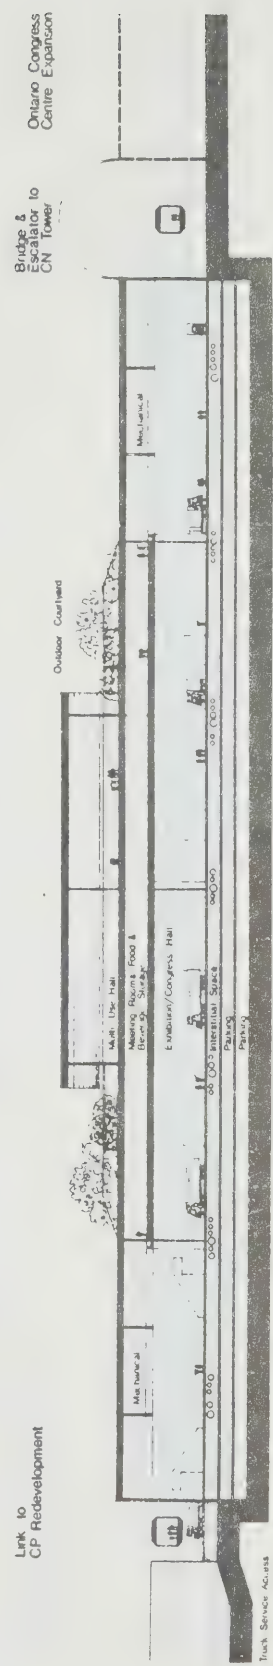 Link to
CP Redevelopment
Bridge &
Escalator to
CN Tower
Ontario Congress
Centre Expansion
Outdoor Courtyard
Mechanical
Multi Use Hall
Meeting Rooms Food &
Beverage Storage
Mechanical
Exhibition/Congress Hall
Interstitial Space
Parking
Parking
Truck Service Access